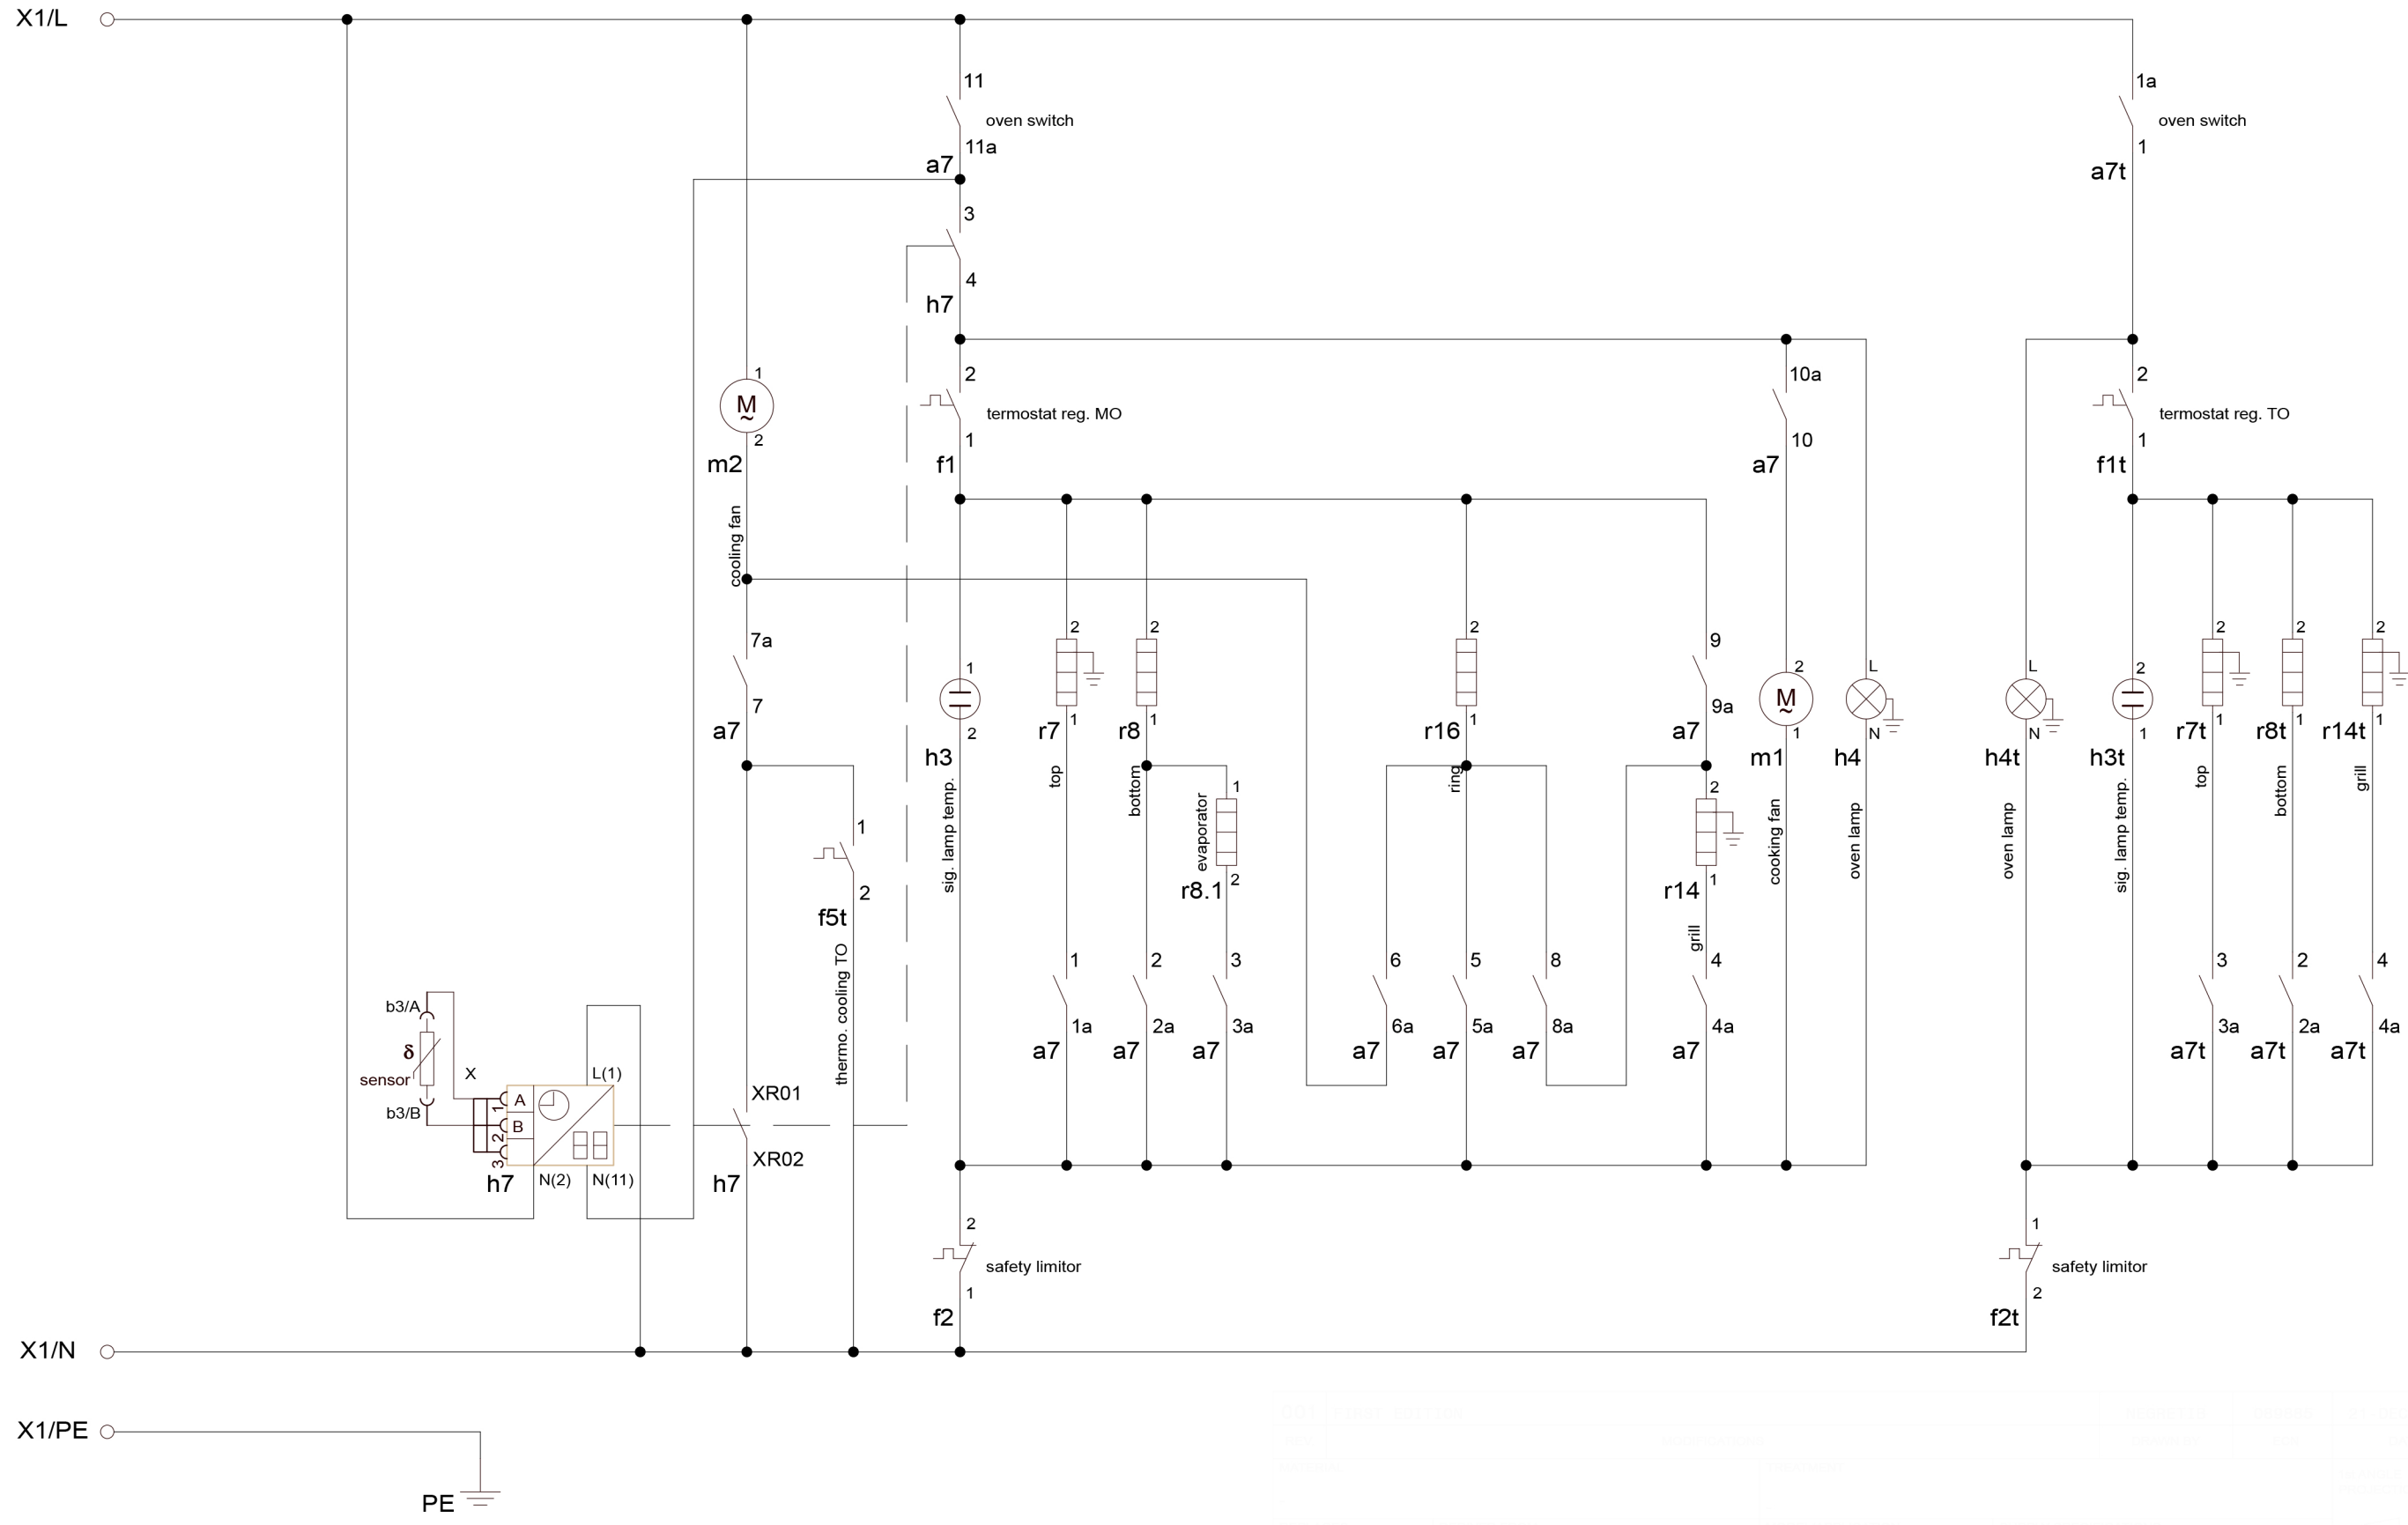 X1/L
11
oven switch
11a
a7
3
4
h7
1a
oven switch
1
a7t
1
M
~
2
m2
cooling fan
2
termostat reg. MO
1
f1
10a
10
a7
2
termostat reg. TO
1
f1t
7a
7
a7
1
2
h3
sig. lamp temp.
2
1
r7
top
2
1
r8
bottom
1
evaporator
r8.1
2
2
1
r16
ring
9
9a
a7
2
r14
1
grill
2
M
~
1
m1
cooking fan
L
N
h4
oven lamp
L
N
h4t
oven lamp
2
1
h3t
sig. lamp temp.
2
1
r7t
top
2
1
r8t
bottom
2
1
r14t
grill
1
2
f5t
thermo. cooling TO
1
1a
a7
2
2a
a7
3
3a
a7
6
6a
a7
5
5a
a7
8
8a
a7
4
4a
a7
3
3a
a7t
2
2a
a7t
4
4a
a7t
b3/A
δ
sensor
b3/B
X
L(1)
1
A
2
B
3
h7
N(2)
N(11)
XR01
XR02
h7
2
safety limitor
1
f2
1
safety limitor
2
f2t
X1/N
X1/PE
PE